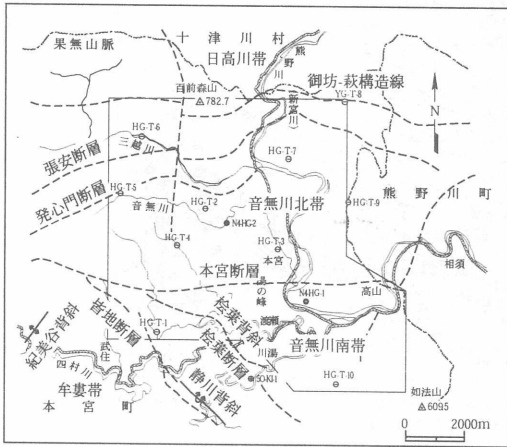 十津川村
果無山脈
日高川帯
熊野川
百前森山
△782.7
御坊-萩構造線
YG-T-8
(新宮川)
N
HG-T-6
三越川
HG-T-7
張安断層
発心門断層
HG-T-5
音無川
HG-T-2
音無川北帯
HG-T-9
熊野川町
N4HG-2
HG-T-4
HG-T-3
本宮
本宮断層
湯の峰
N4HG-1
高山
相須
HG-T-1
皆地断層
桧葉背斜
渡瀬
音無川南帯
紀美谷背斜
武住
桧葉断層
川湯
四村川
50-KH-1
牟婁帯
静川背斜
HG-T-10
本宮町
如法山
△609.5
0 2000m